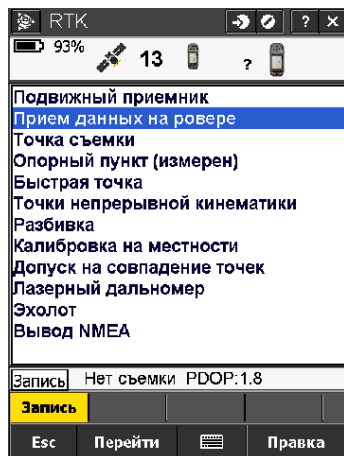 RTK
? X
93%
13
?
Подвижный приемник
Прием данных на ровере
Точка съемки
Опорный пункт (измерен)
Быстрая точка
Точки непрерывной кинематики
Разбивка
Калибровка на местности
Допуск на совпадение точек
Лазерный дальномер
Эхолот
Вывод NMEA
Запись Нет съемки PDOP:1.8
Запись
Esc Перейти Правка